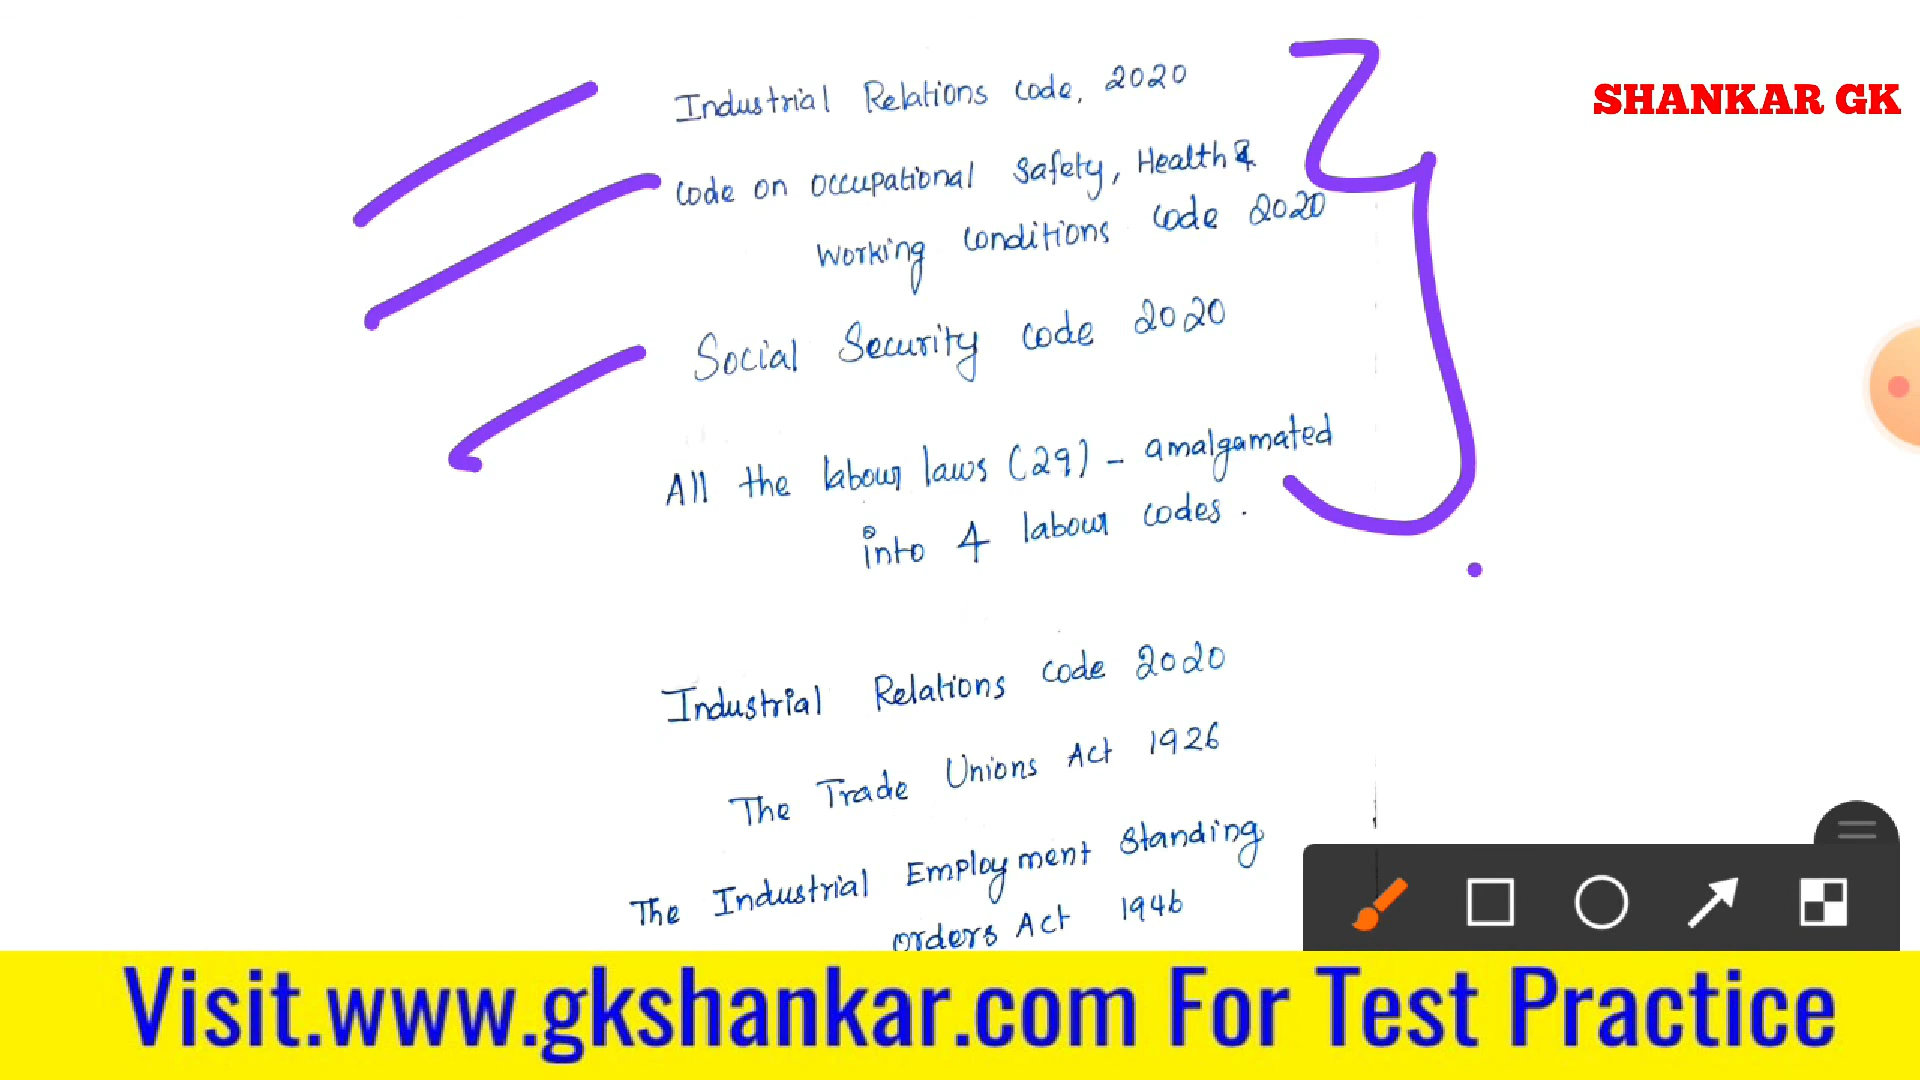 Industrial Relations code, 2020
SHANKAR GK
code on occupational safety, Health &
working conditions code 2020
Social Security code 2020
All the labour laws (29) - amalgamated
into 4 labour codes.
Industrial Relations code 2020
The Trade Unions Act 1926
The Industrial Employment Standing
orders Act 1946
Visit.www.gkshankar.com For Test Practice